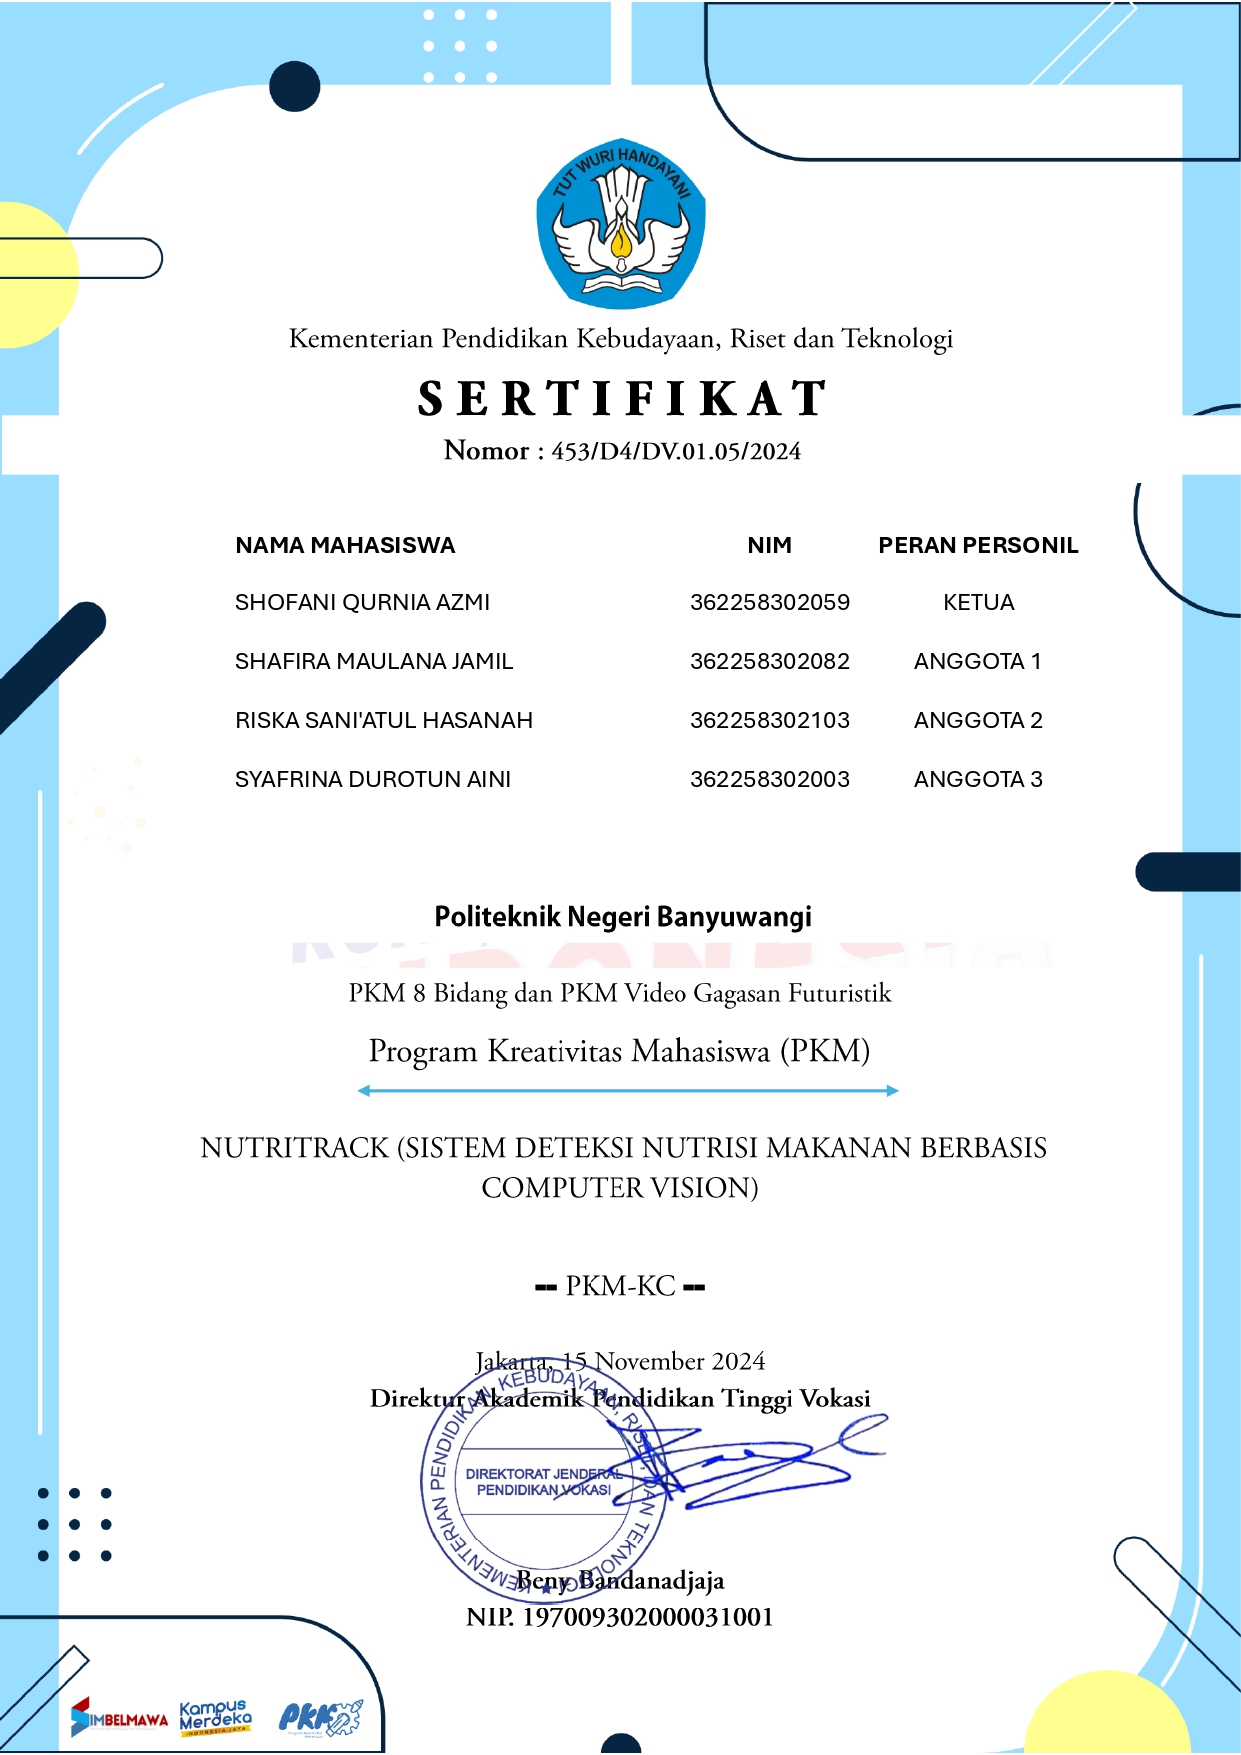 TUT WURI HANDAYANI
Kementerian Pendidikan Kebudayaan, Riset dan Teknologi
SERTIFIKAT
Nomor : 453/D4/DV.01.05/2024
NAMA MAHASISWA NIM PERAN PERSONIL
SHOFANI QURNIA AZMI 362258302059 KETUA
SHAFIRA MAULANA JAMIL 362258302082 ANGGOTA 1
RISKA SANI'ATUL HASANAH 362258302103 ANGGOTA 2
SYAFRINA DUROTUN AINI 362258302003 ANGGOTA 3
Politeknik Negeri Banyuwangi
PKM 8 Bidang dan PKM Video Gagasan Futuristik
Program Kreativitas Mahasiswa (PKM)
NUTRITRACK (SISTEM DETEKSI NUTRISI MAKANAN BERBASIS
COMPUTER VISION)
-- PKM-KC --
Jakarta, 15 November 2024
Direktur Akademik Pendidikan Tinggi Vokasi
KEMENTERIAN PENDIDIKAN, KEBUDAYAAN, RISET, DAN TEKNOLOGI
DIREKTORAT JENDERAL
PENDIDIKAN VOKASI
Beny Bandanadjaja
NIP. 197009302000031001
SIMBELMAWA
Kampus
Merdeka
INDONESIA JAYA
PKM